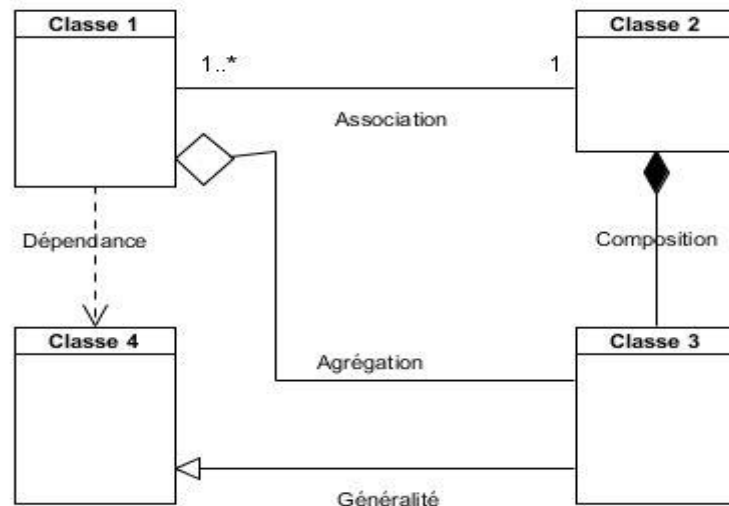 Classe 1
Classe 2
1..*
1
Association
Dépendance
Composition
Classe 4
Classe 3
Agrégation
Généralité